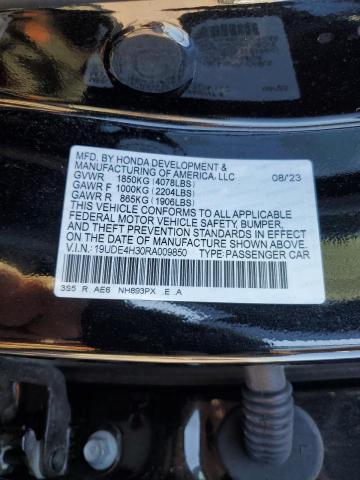 MFD. BY HONDA DEVELOPMENT &
MANUFACTURING OF AMERICA, LLC 08/23
GVWR 1850KG (4078LBS)
GAWR F 1000KG (2204LBS)
GAWR R 865KG (1906LBS)
THIS VEHICLE CONFORMS TO ALL APPLICABLE
FEDERAL MOTOR VEHICLE SAFETY, BUMPER,
AND THEFT PREVENTION STANDARDS IN EFFECT
ON THE DATE OF MANUFACTURE SHOWN ABOVE.
V.I.N.: 19UDE4H30RA009850 TYPE: PASSENGER CAR
3S5 R AE6 NH893PX E A